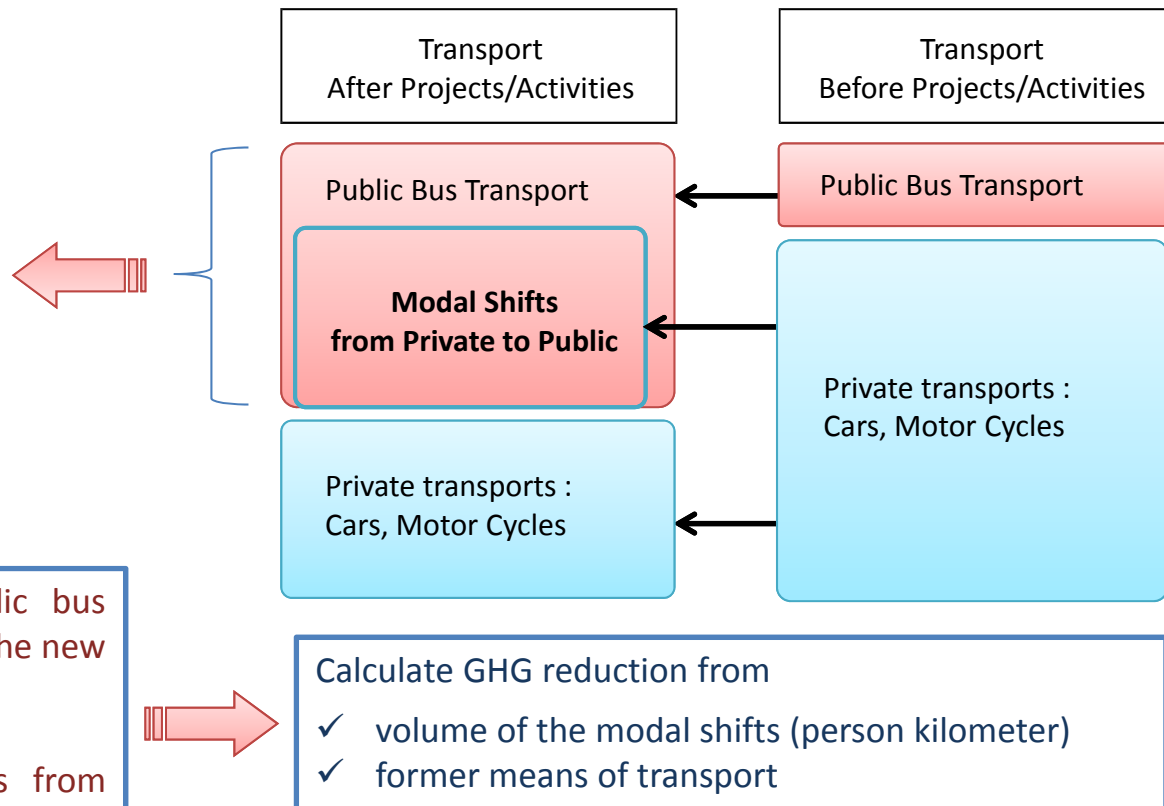 Transport
After Projects/Activities
Transport
Before Projects/Activities
Public Bus Transport
Public Bus Transport
Modal Shifts
from Private to Public
Private transports :
Cars, Motor Cycles
Private transports :
Cars, Motor Cycles
bus
the new
from
Calculate GHG reduction from
✓ volume of the modal shifts (person kilometer)
✓ former means of transport